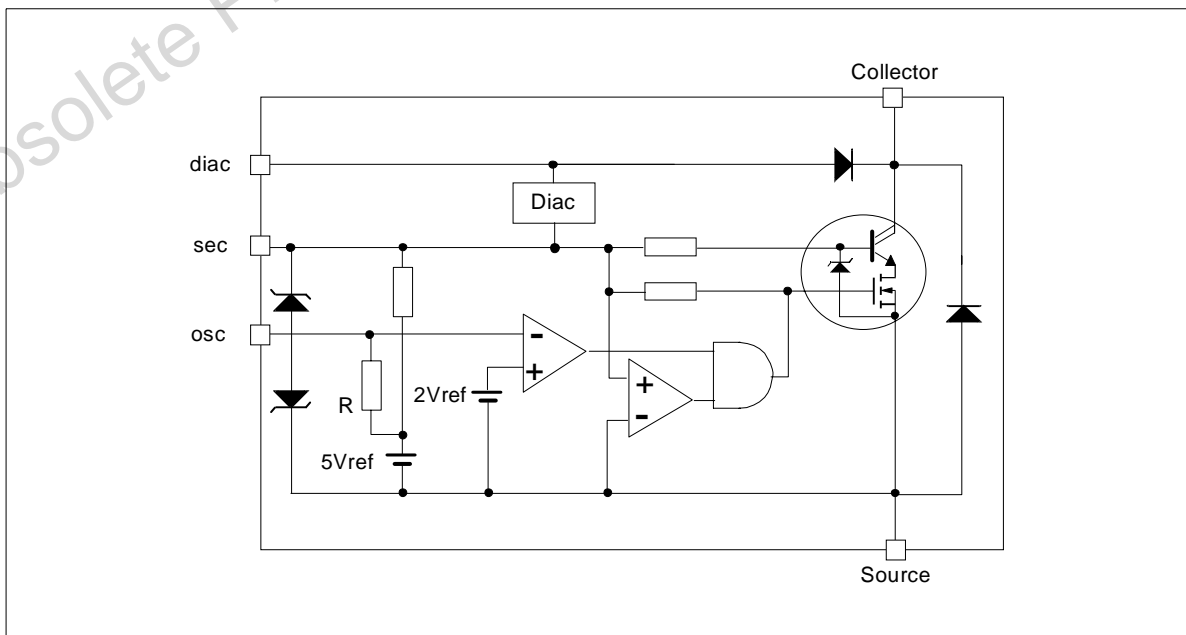 Collector
diac
Diac
sec
osc
-
+
2Vref
+
-
R
5Vref
Source